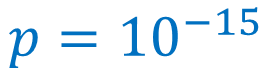 p = 10⁻¹⁵